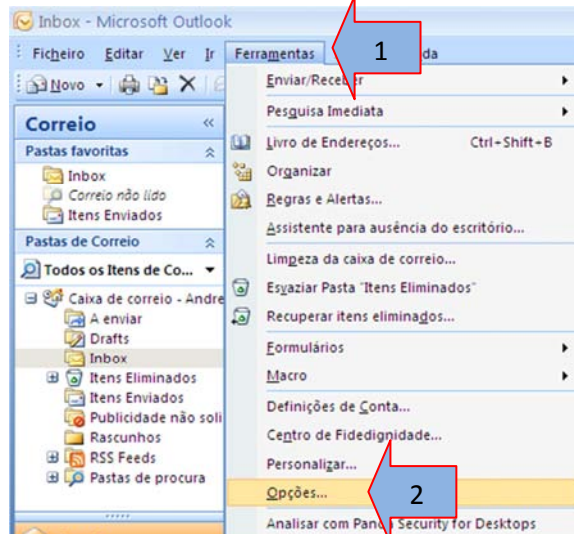 Inbox - Microsoft Outlook
Ficheiro Editar Ver Ir Ferramentas 1 da
Novo
Enviar/Receber
Pesquisa Imediata
Livro de Endereços... Ctrl+Shift+B
Organizar
Regras e Alertas...
Assistente para ausência do escritório...
Limpeza da caixa de correio...
Esvaziar Pasta "Itens Eliminados"
Recuperar itens eliminados...
Formulários
Macro
Definições de Conta...
Centro de Fidedignidade...
Personalizar...
Opções... 2
Analisar com Panda Security for Desktops
Correio
Pastas favoritas
Inbox
Correio não lido
Itens Enviados
Pastas de Correio
Todos os Itens de Co...
Caixa de correio - Andre
A enviar
Drafts
Inbox
Itens Eliminados
Itens Enviados
Publicidade não soli
Rascunhos
RSS Feeds
Pastas de procura